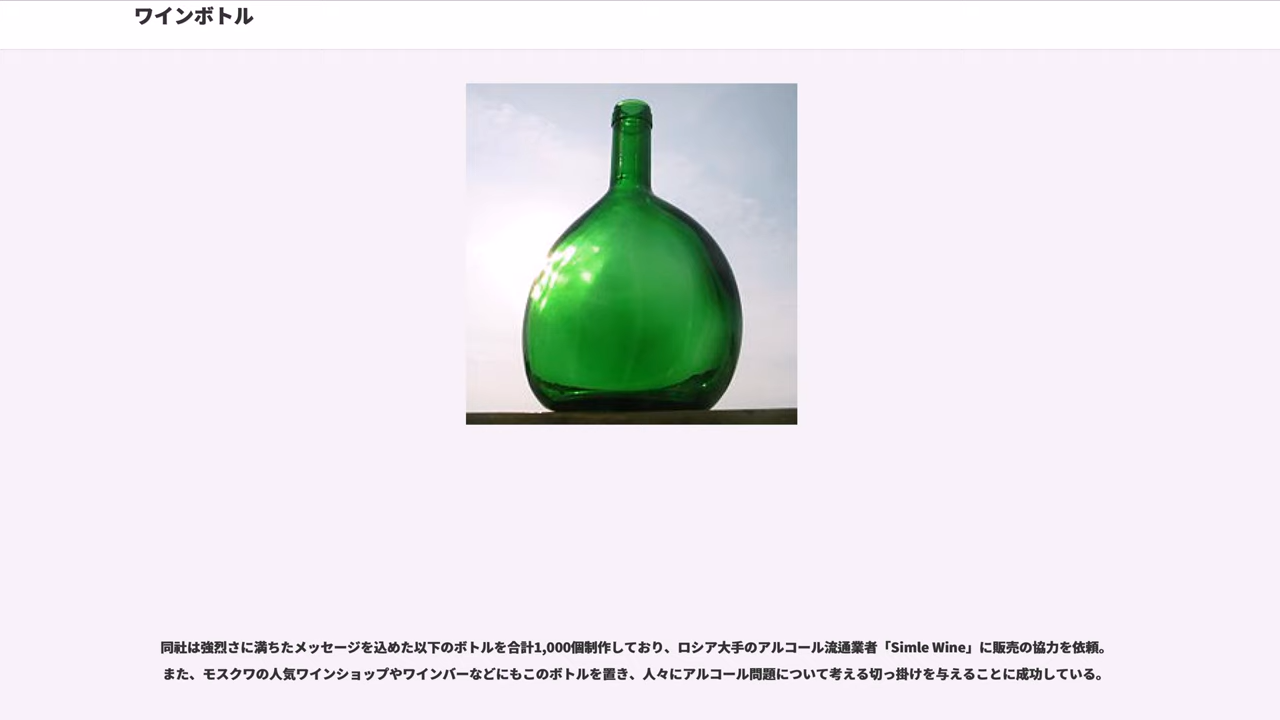 ワインボトル
同社は強烈さに満ちたメッセージを込めた以下のボトルを合計1,000個制作しており、ロシア大手のアルコール流通業者「Simle Wine」に販売の協力を依頼。
また、モスクワの人気ワインショップやワインバーなどにもこのボトルを置き、人々にアルコール問題について考える切っ掛けを与えることに成功している。